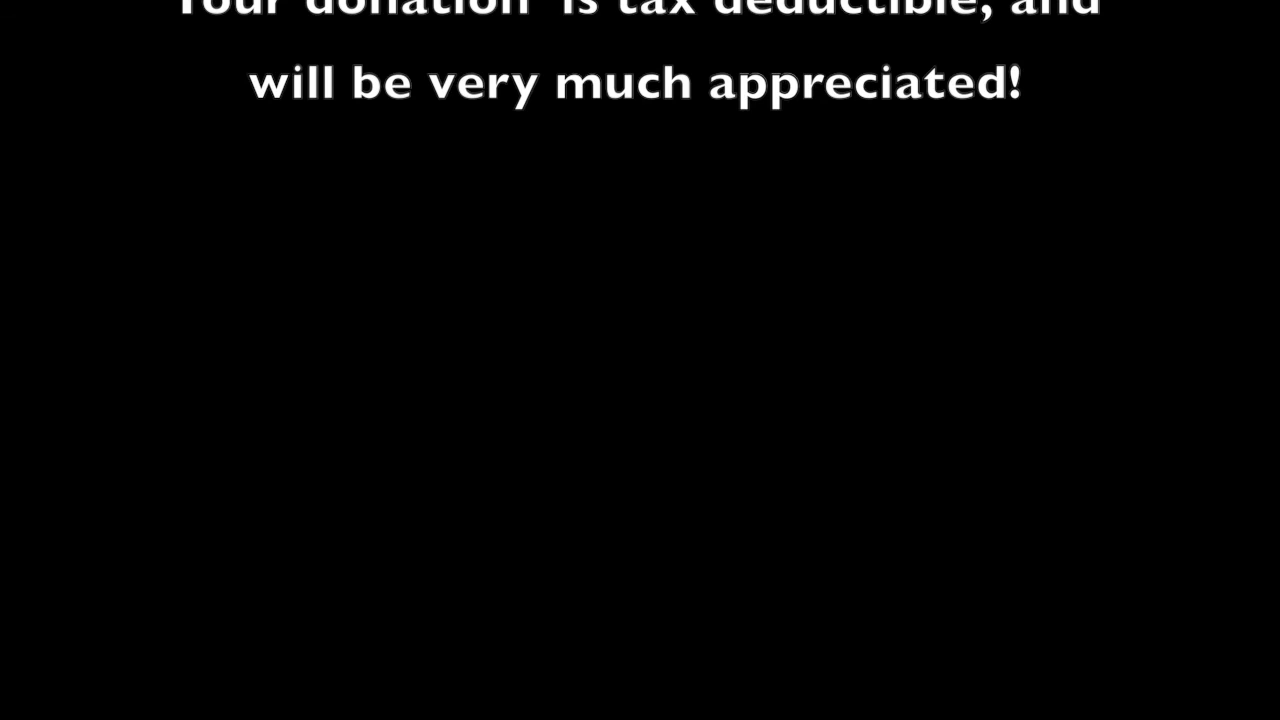 Your donation is tax deductible, and
will be very much appreciated!